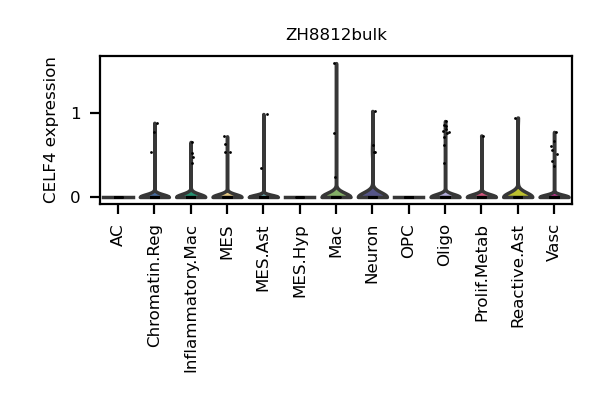 ZH8812bulk
CELF4 expression
1
0
AC
Chromatin.Reg
Inflammatory.Mac
MES
MES.Ast
MES.Hyp
Mac
Neuron
OPC
Oligo
Prolif.Metab
Reactive.Ast
Vasc